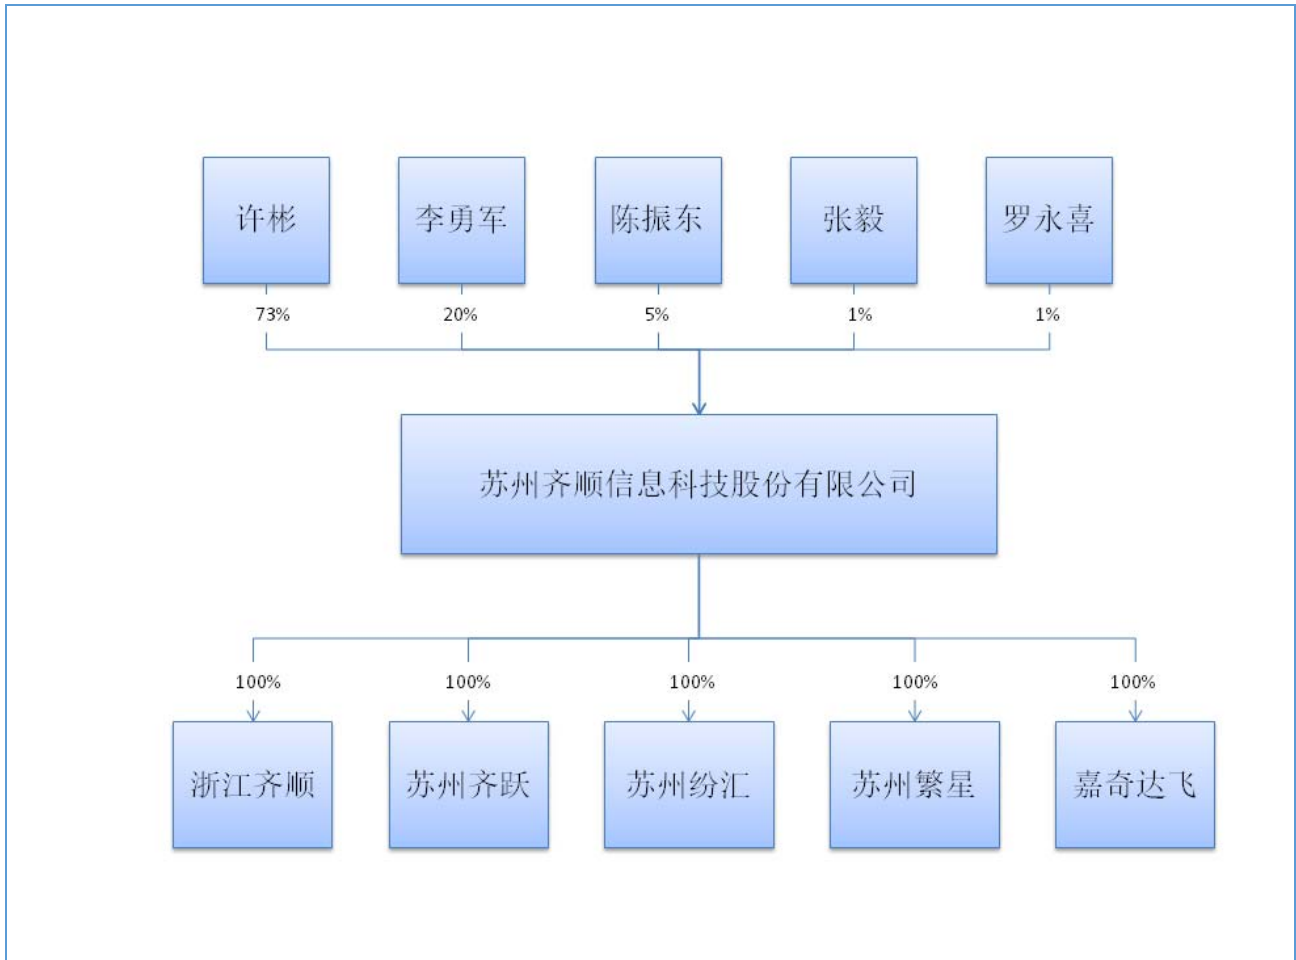 许彬 李勇军 陈振东 张毅 罗永喜
73% 20% 5% 1% 1%
苏州齐顺信息科技股份有限公司
100% 100% 100% 100% 100%
浙江齐顺 苏州齐跃 苏州纷汇 苏州繁星 嘉奇达飞